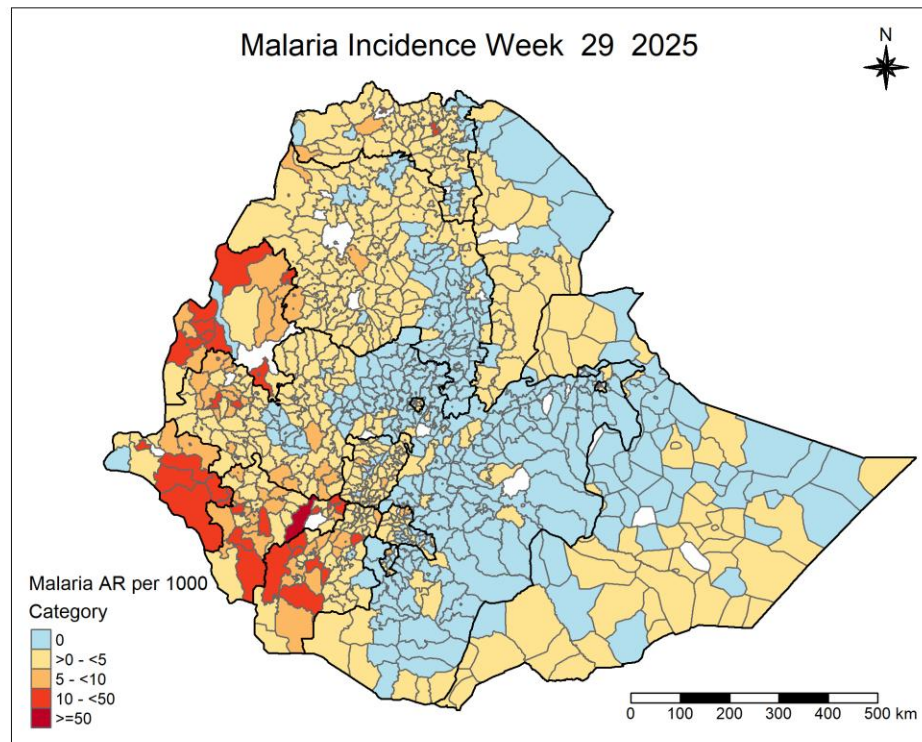 Malaria Incidence Week 29 2025
N
Malaria AR per 1000
Category
0
>0 - <5
5 - <10
10 - <50
>=50
0 100 200 300 400 500 km